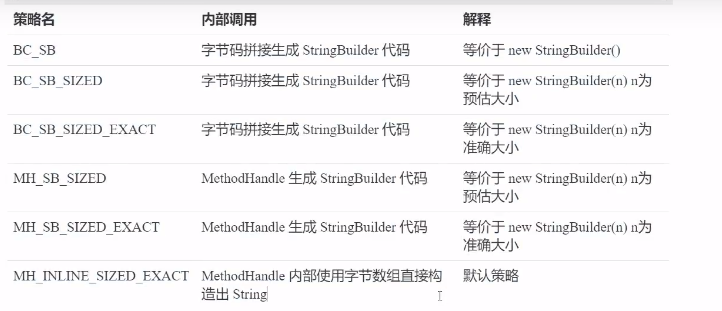 策略名 内部调用 解释
BC_SB 字节码拼接生成 StringBuilder 代码 等价于 new StringBuilder()
BC_SB_SIZED 字节码拼接生成 StringBuilder 代码 等价于 new StringBuilder(n) n为
预估大小
BC_SB_SIZED_EXACT 字节码拼接生成 StringBuilder 代码 等价于 new StringBuilder(n) n为
准确大小
MH_SB_SIZED MethodHandle 生成 StringBuilder 代码 等价于 new StringBuilder(n) n为
预估大小
MH_SB_SIZED_EXACT MethodHandle 生成 StringBuilder 代码 等价于 new StringBuilder(n) n为
准确大小
MH_INLINE_SIZED_EXACT MethodHandle 内部使用字节数组直接构 默认策略
造出 String